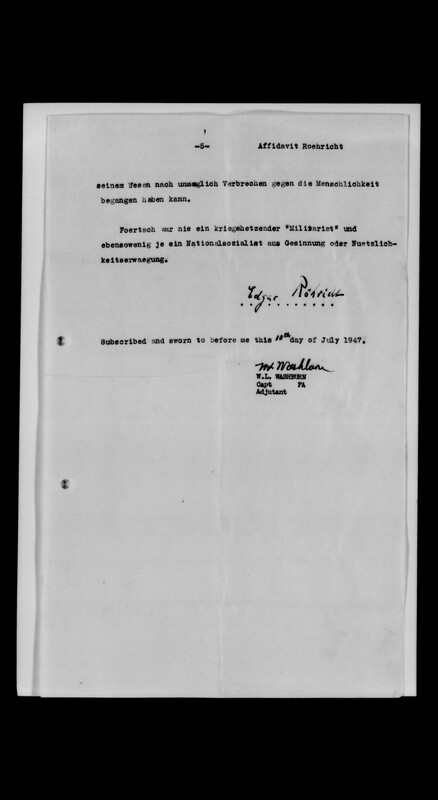 -5- Affidavit Roehricht
seinem Wesen nach unmoeglich Verbrechen gegen die Menschlichkeit
begangen haben kann.
Foertsch war nie ein kriegshetzender "Militarist" und
ebensowenig je ein Nationalsozialist aus Gesinnung oder Nuetzlich-
keitserwaegung.
Edgar Röhricht
Subscribed and sworn to before me this 10th day of July 1947.
W.L. Washburn
W.L. WASHBURN
Capt FA
Adjutant